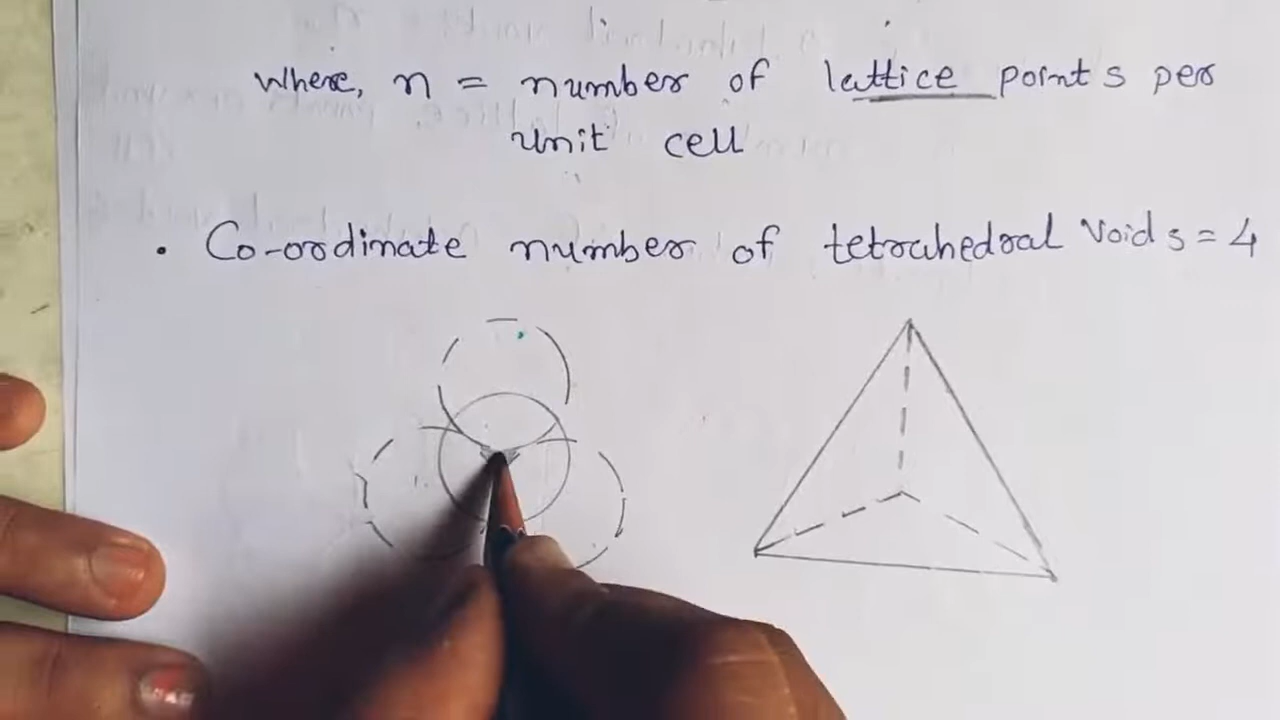 where, n = number of lattice points per
unit cell
• Co-ordinate number of tetrahedral voids = 4